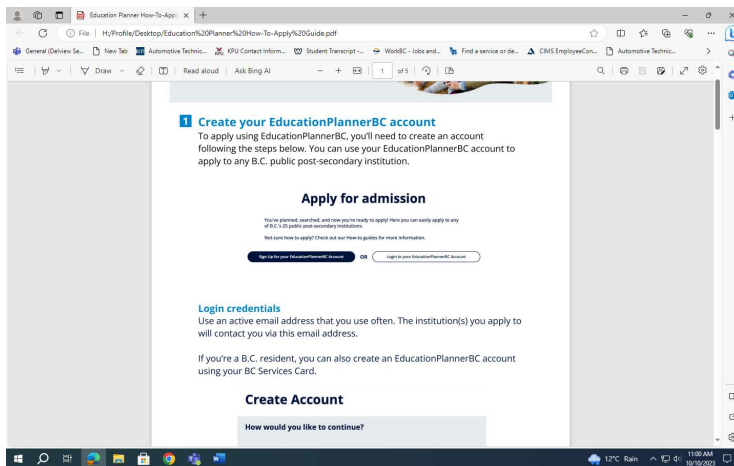 Education Planner How-To-Apply
File | H:/Profile/Desktop/Education%20Planner%20How-To-Apply%20Guide.pdf
General (Delview Se... New Tab Automotive Technic... KPU Contact Inform... Student Transcript -... WorkBC - Jobs and... Find a service or de... CIMS EmployeeCon... Automotive Technic...
Draw Read aloud Ask Bing AI 1 of 5
1 Create your EducationPlannerBC account
To apply using EducationPlannerBC, you'll need to create an account
following the steps below. You can use your EducationPlannerBC account to
apply to any B.C. public post-secondary institution.
Apply for admission
You've planned, searched, and now you're ready to apply! Here you can easily apply to any
of B.C.'s 25 public post-secondary institutions.
Not sure how to apply? Check out our How-to guides for more information.
Sign Up for your EducationPlannerBC Account OR Login to your EducationPlannerBC Account
Login credentials
Use an active email address that you use often. The institution(s) you apply to
will contact you via this email address.
If you're a B.C. resident, you can also create an EducationPlannerBC account
using your BC Services Card.
Create Account
How would you like to continue?
12°C Rain 11:00 AM
10/10/2023